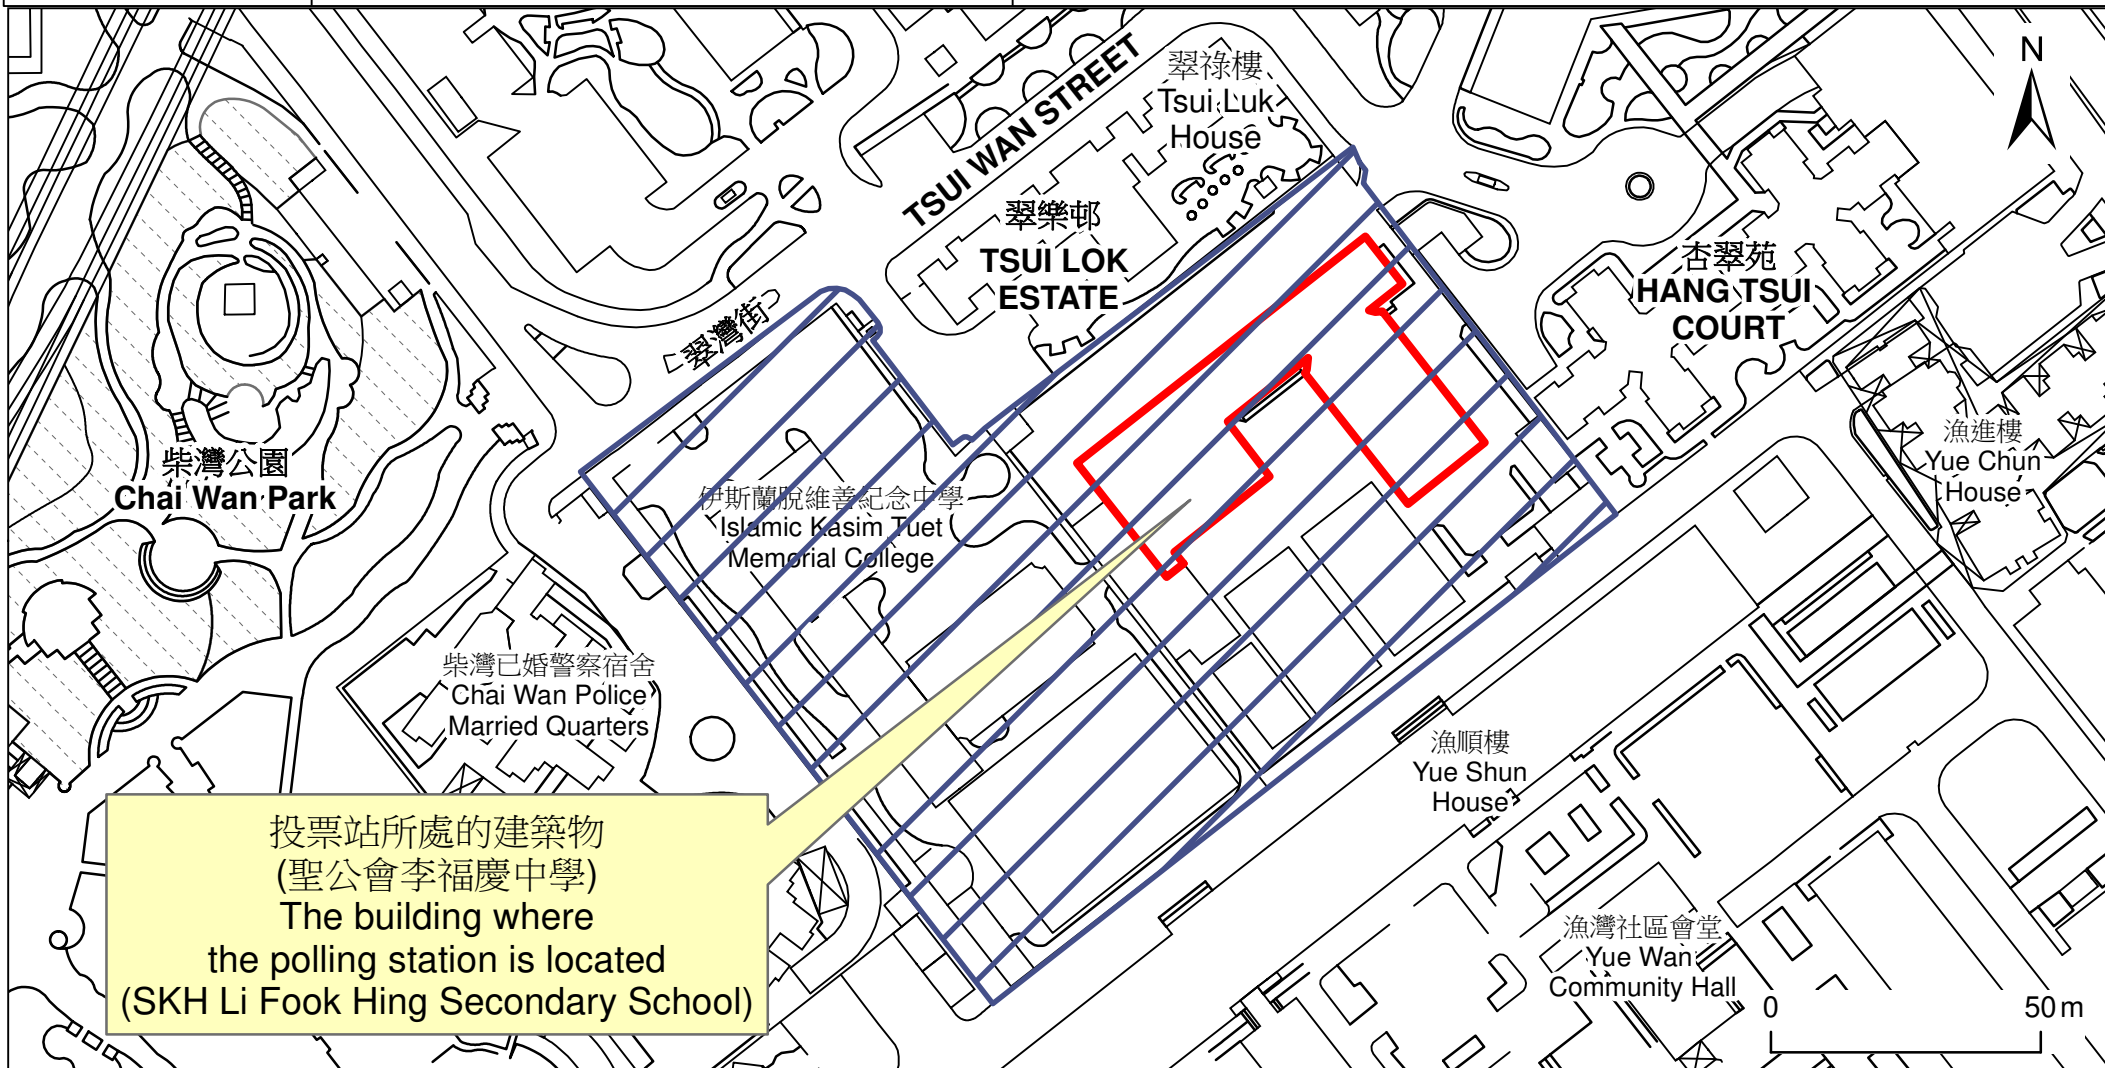 N
翠祿樓
Tsui Luk
House
TSUI WAN STREET
翠樂邨
TSUI LOK
ESTATE
杏翠苑
HANG TSUI
COURT
翠灣街
柴灣公園
Chai Wan Park
伊斯蘭脫維善紀念中學
Islamic Kasim Tuet
Memorial College
漁進樓
Yue Chun
House
柴灣已婚警察宿舍
Chai Wan Police
Married Quarters
漁順樓
Yue Shun
House
投票站所處的建築物
(聖公會李福慶中學)
The building where
the polling station is located
(SKH Li Fook Hing Secondary School)
漁灣社區會堂
Yue Wan
Community Hall
0 50 m